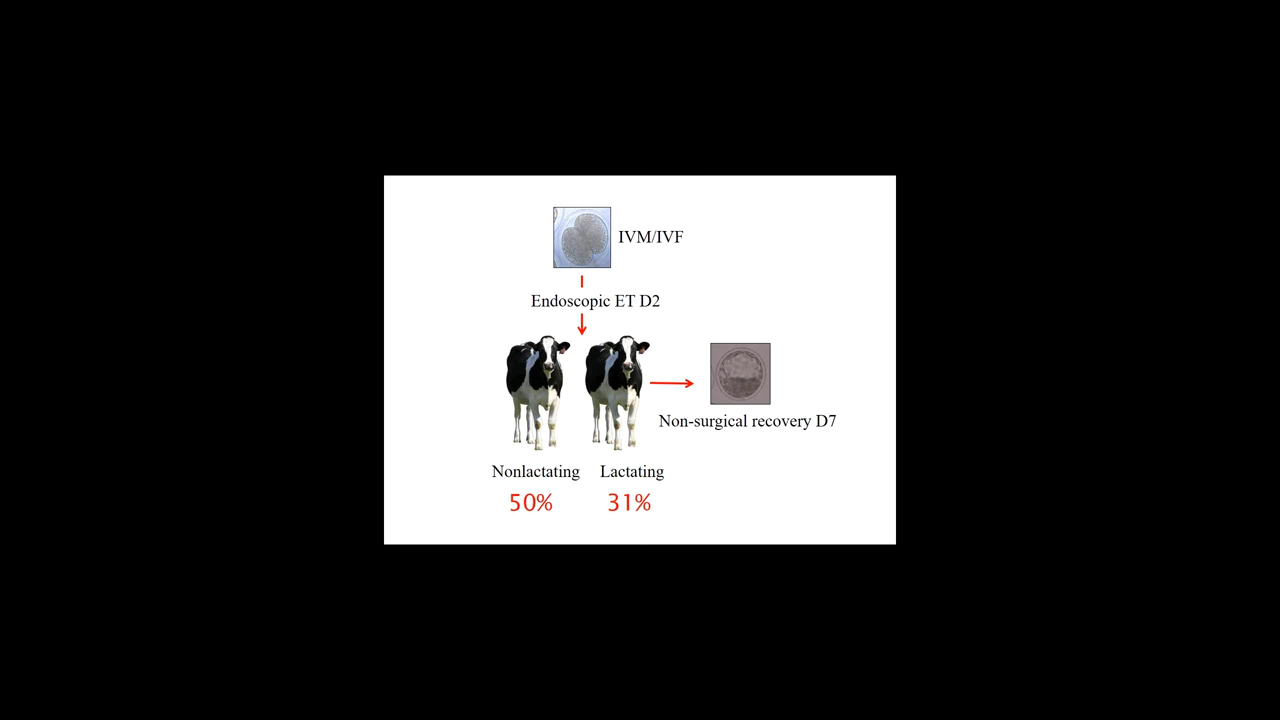 IVM/IVF
Endoscopic ET D2
Non-surgical recovery D7
Nonlactating Lactating
50% 31%